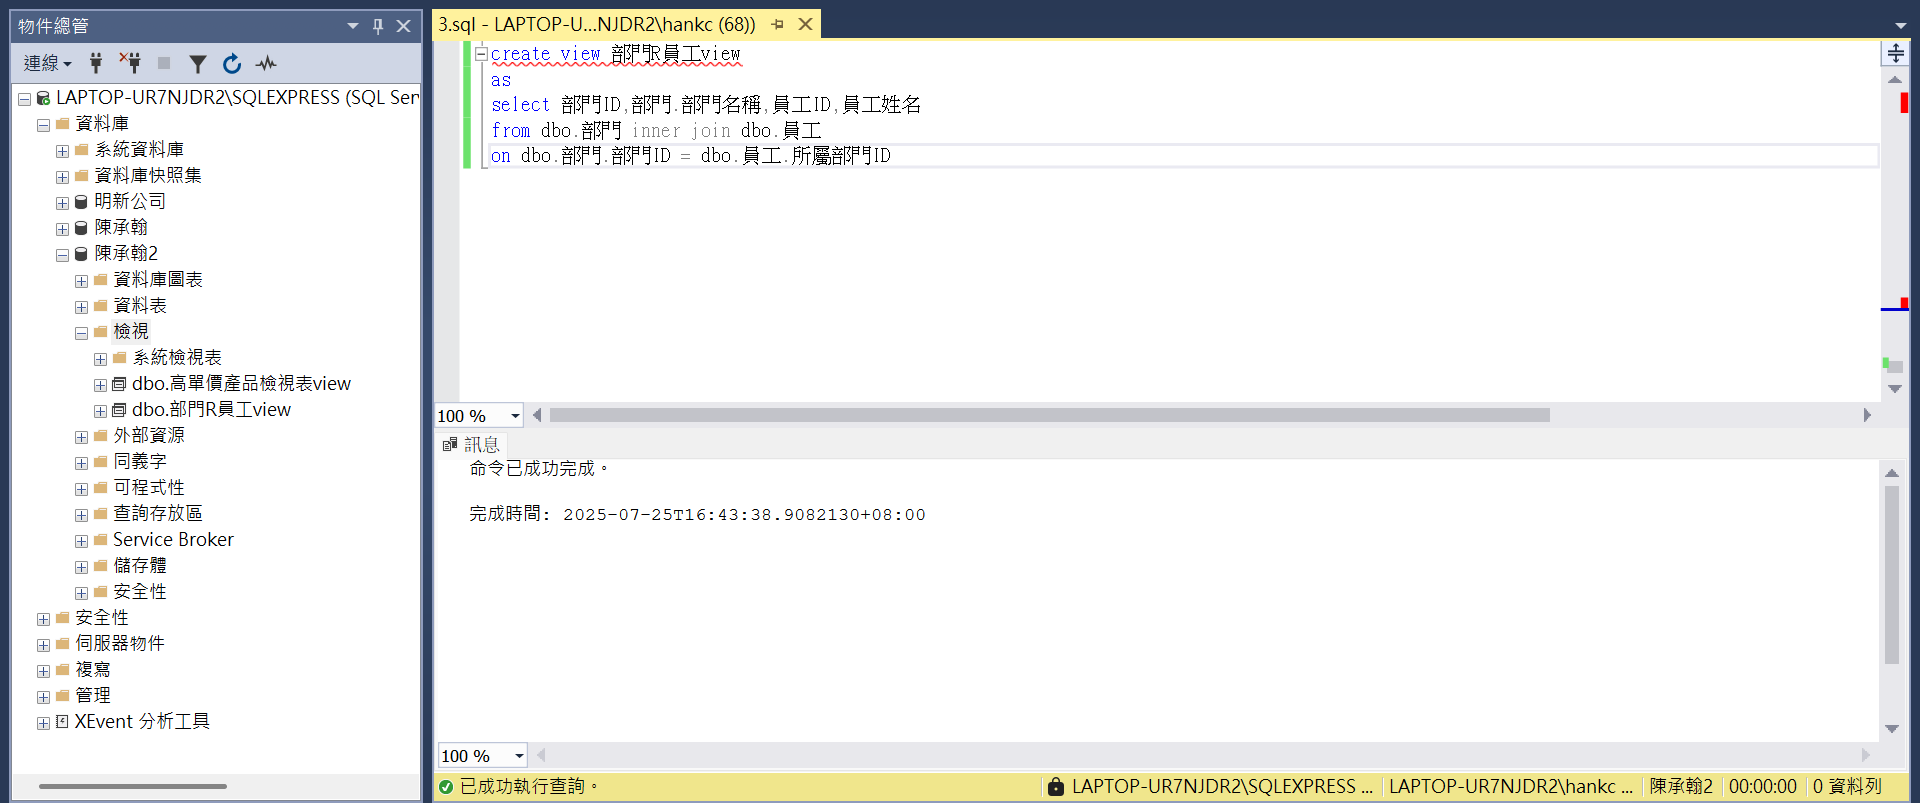 物件總管
連線
LAPTOP-UR7NJDR2\SQLEXPRESS (SQL Ser
資料庫
系統資料庫
資料庫快照集
明新公司
陳承翰
陳承翰2
資料庫圖表
資料表
檢視
系統檢視表
dbo.高單價產品檢視表view
dbo.部門R員工view
外部資源
同義字
可程式性
查詢存放區
Service Broker
儲存體
安全性
安全性
伺服器物件
複寫
管理
XEvent 分析工具
3.sql - LAPTOP-U...NJDR2\hankc (68))
create view 部門R員工view
as
select 部門ID,部門.部門名稱,員工ID,員工姓名
from dbo.部門 inner join dbo.員工
on dbo.部門.部門ID = dbo.員工.所屬部門ID
100 %
訊息
命令已成功完成。
完成時間: 2025-07-25T16:43:38.9082130+08:00
100 %
已成功執行查詢。 LAPTOP-UR7NJDR2\SQLEXPRESS ... LAPTOP-UR7NJDR2\hankc ... 陳承翰2 00:00:00 0 資料列